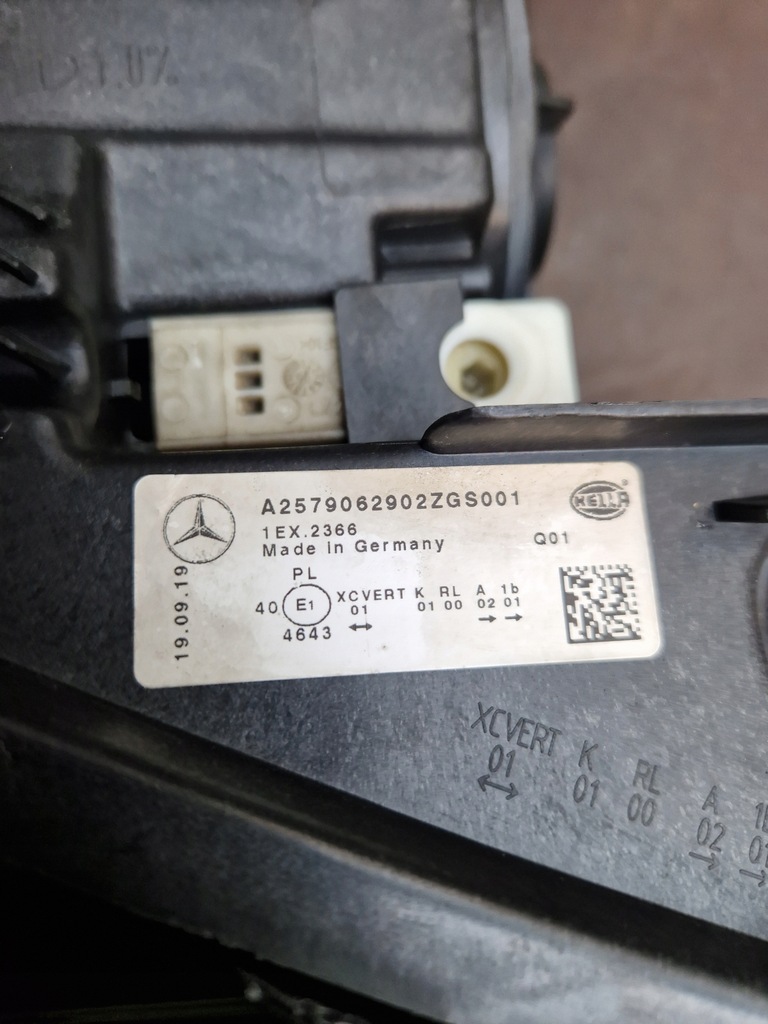 A2579062902ZGS001
HELLA
1EX.2366
Made in Germany
Q01
19.09.19
PL
40 E1 XCVERT K RL A 1b
01 01 00 02 01
4643 ↔ → →
XCVERT K RL A
01 01 00 02 01
↔ → →